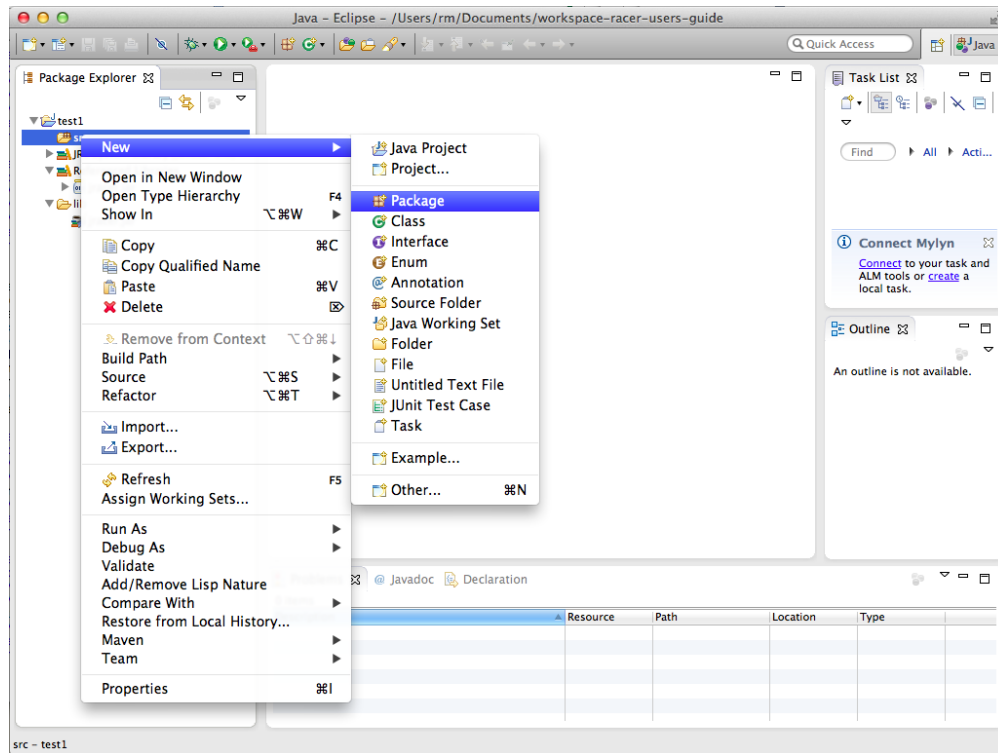 Java – Eclipse – /Users/rm/Documents/workspace-racer-users-guide
Quick Access
Java
Package Explorer
Task List
test1
Find
All
Acti...
Connect Mylyn
Connect to your task and
ALM tools or create a
local task.
Outline
An outline is not available.
New
Open in New Window
Open Type Hierarchy F4
Show In ⌥⌘W
Copy ⌘C
Copy Qualified Name
Paste ⌘V
Delete ⌦
Remove from Context ⌥⇧⌘↓
Build Path
Source ⌥⌘S
Refactor ⌥⌘T
Import...
Export...
Refresh F5
Assign Working Sets...
Run As
Debug As
Validate
Add/Remove Lisp Nature
Compare With
Restore from Local History...
Maven
Team
Properties ⌘I
Java Project
Project...
Package
Class
Interface
Enum
Annotation
Source Folder
Java Working Set
Folder
File
Untitled Text File
JUnit Test Case
Task
Example...
Other... ⌘N
@ Javadoc
Declaration
Resource Path Location Type
src – test1